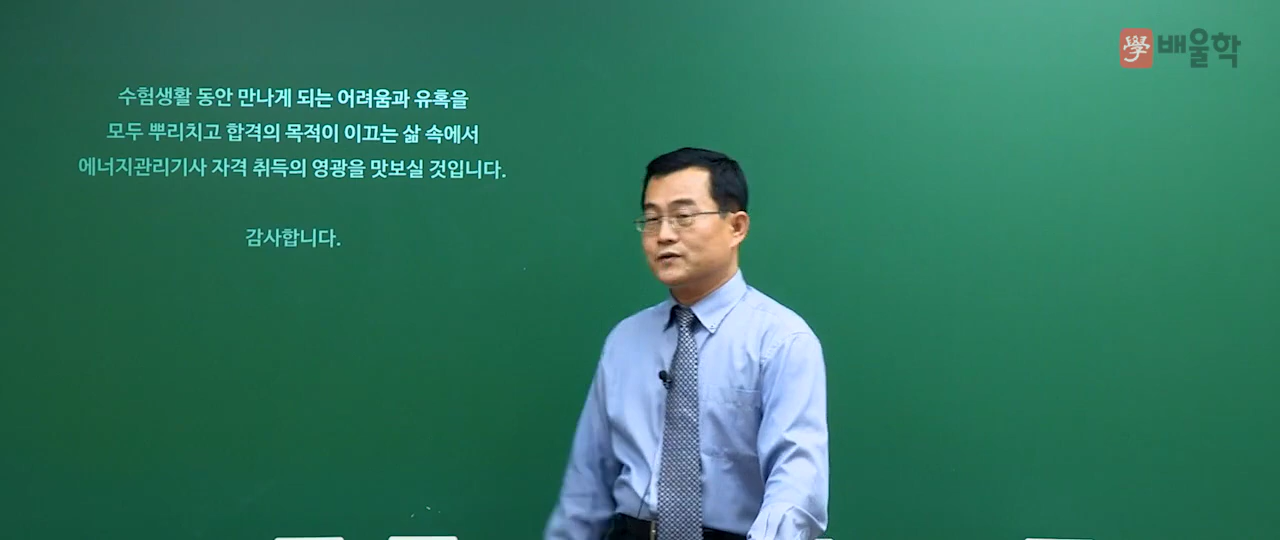 學 배울학
수험생활 동안 만나게 되는 어려움과 유혹을
모두 뿌리치고 합격의 목적이 이끄는 삶 속에서
에너지관리기사 자격 취득의 영광을 맛보실 것입니다.
감사합니다.